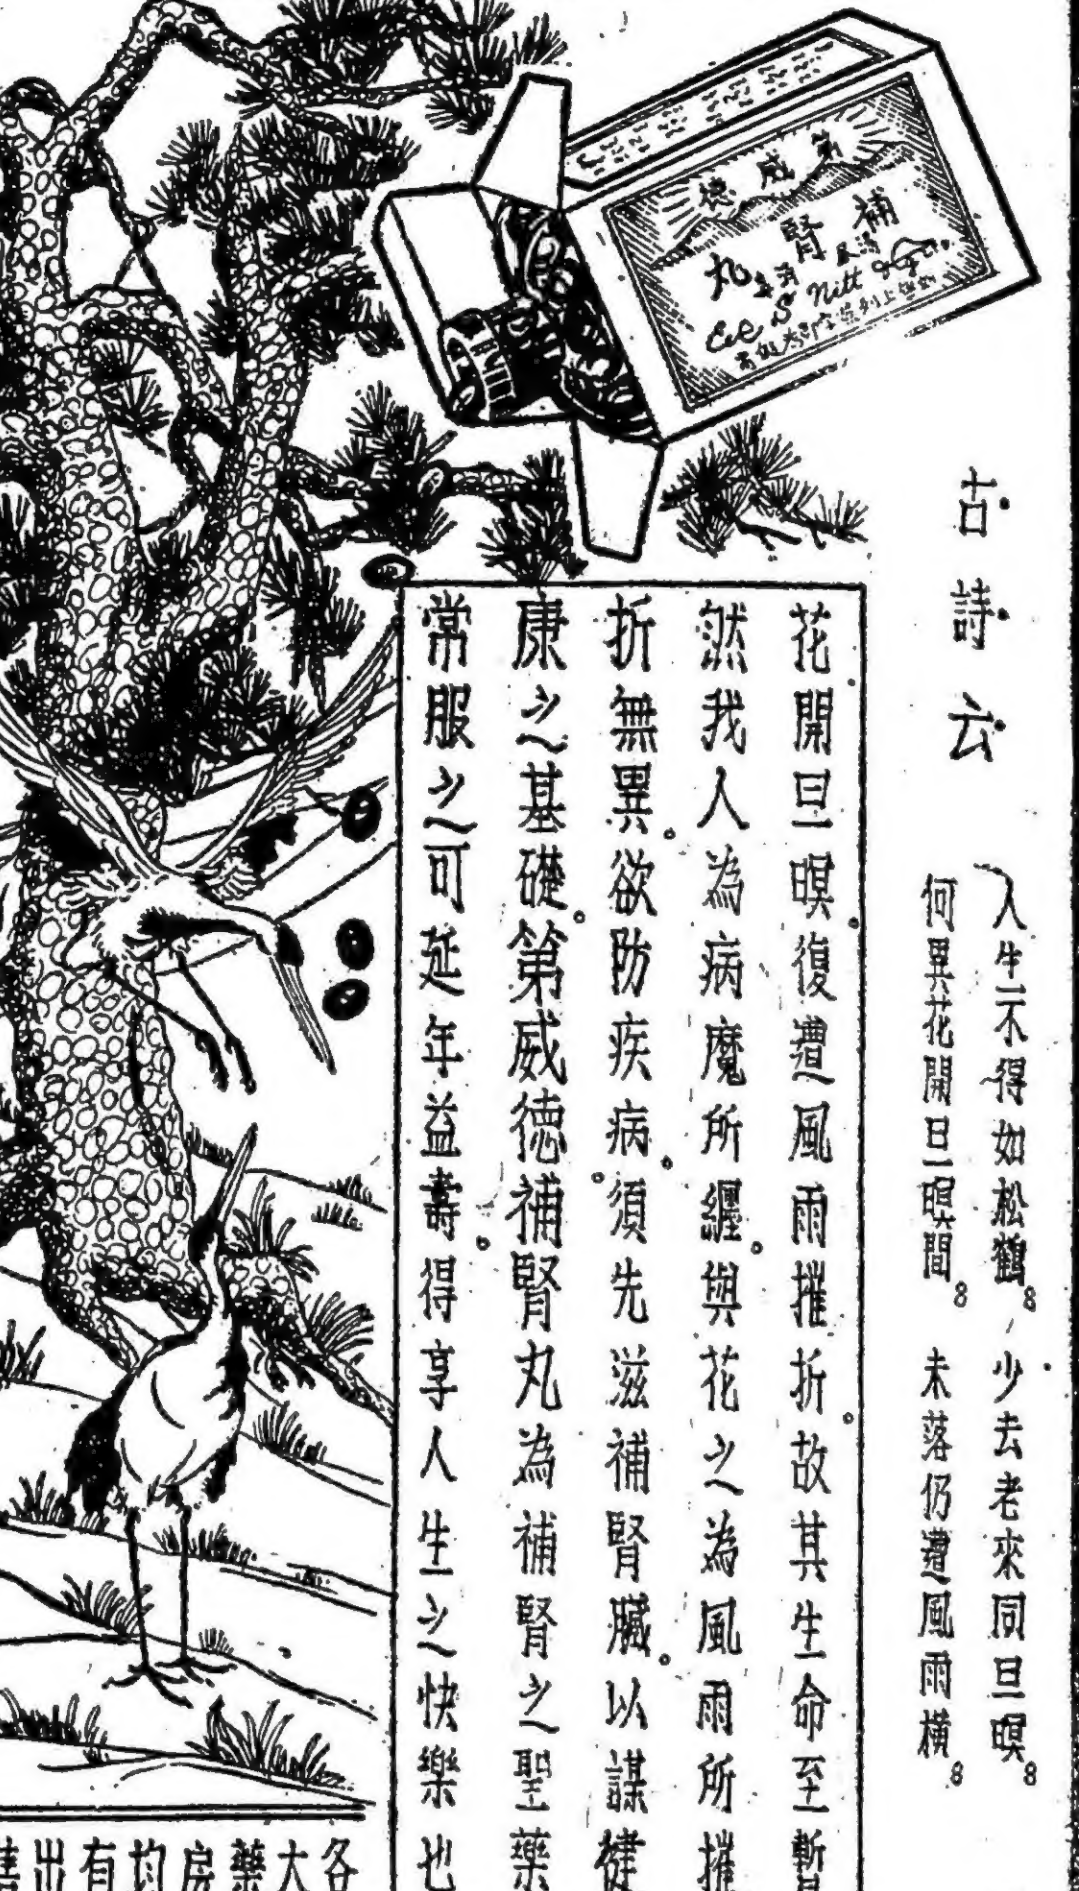 古詩云
人生不得如松鶴。少去老來同旦暝。
何異花開旦暝間。未落仍遭風雨橫。
花開旦暝復遭風雨摧折。故其生命至暫
然我人為病魔所纏。與花之為風雨所摧
折無異。欲防疾病。須先滋補腎臟。以謀健
康之基礎。第威德補腎丸為補腎之聖藥
常服之可延年益壽。得享人生之快樂也
第威德
補腎丸
Ee S Nitt
各大藥房均有出售